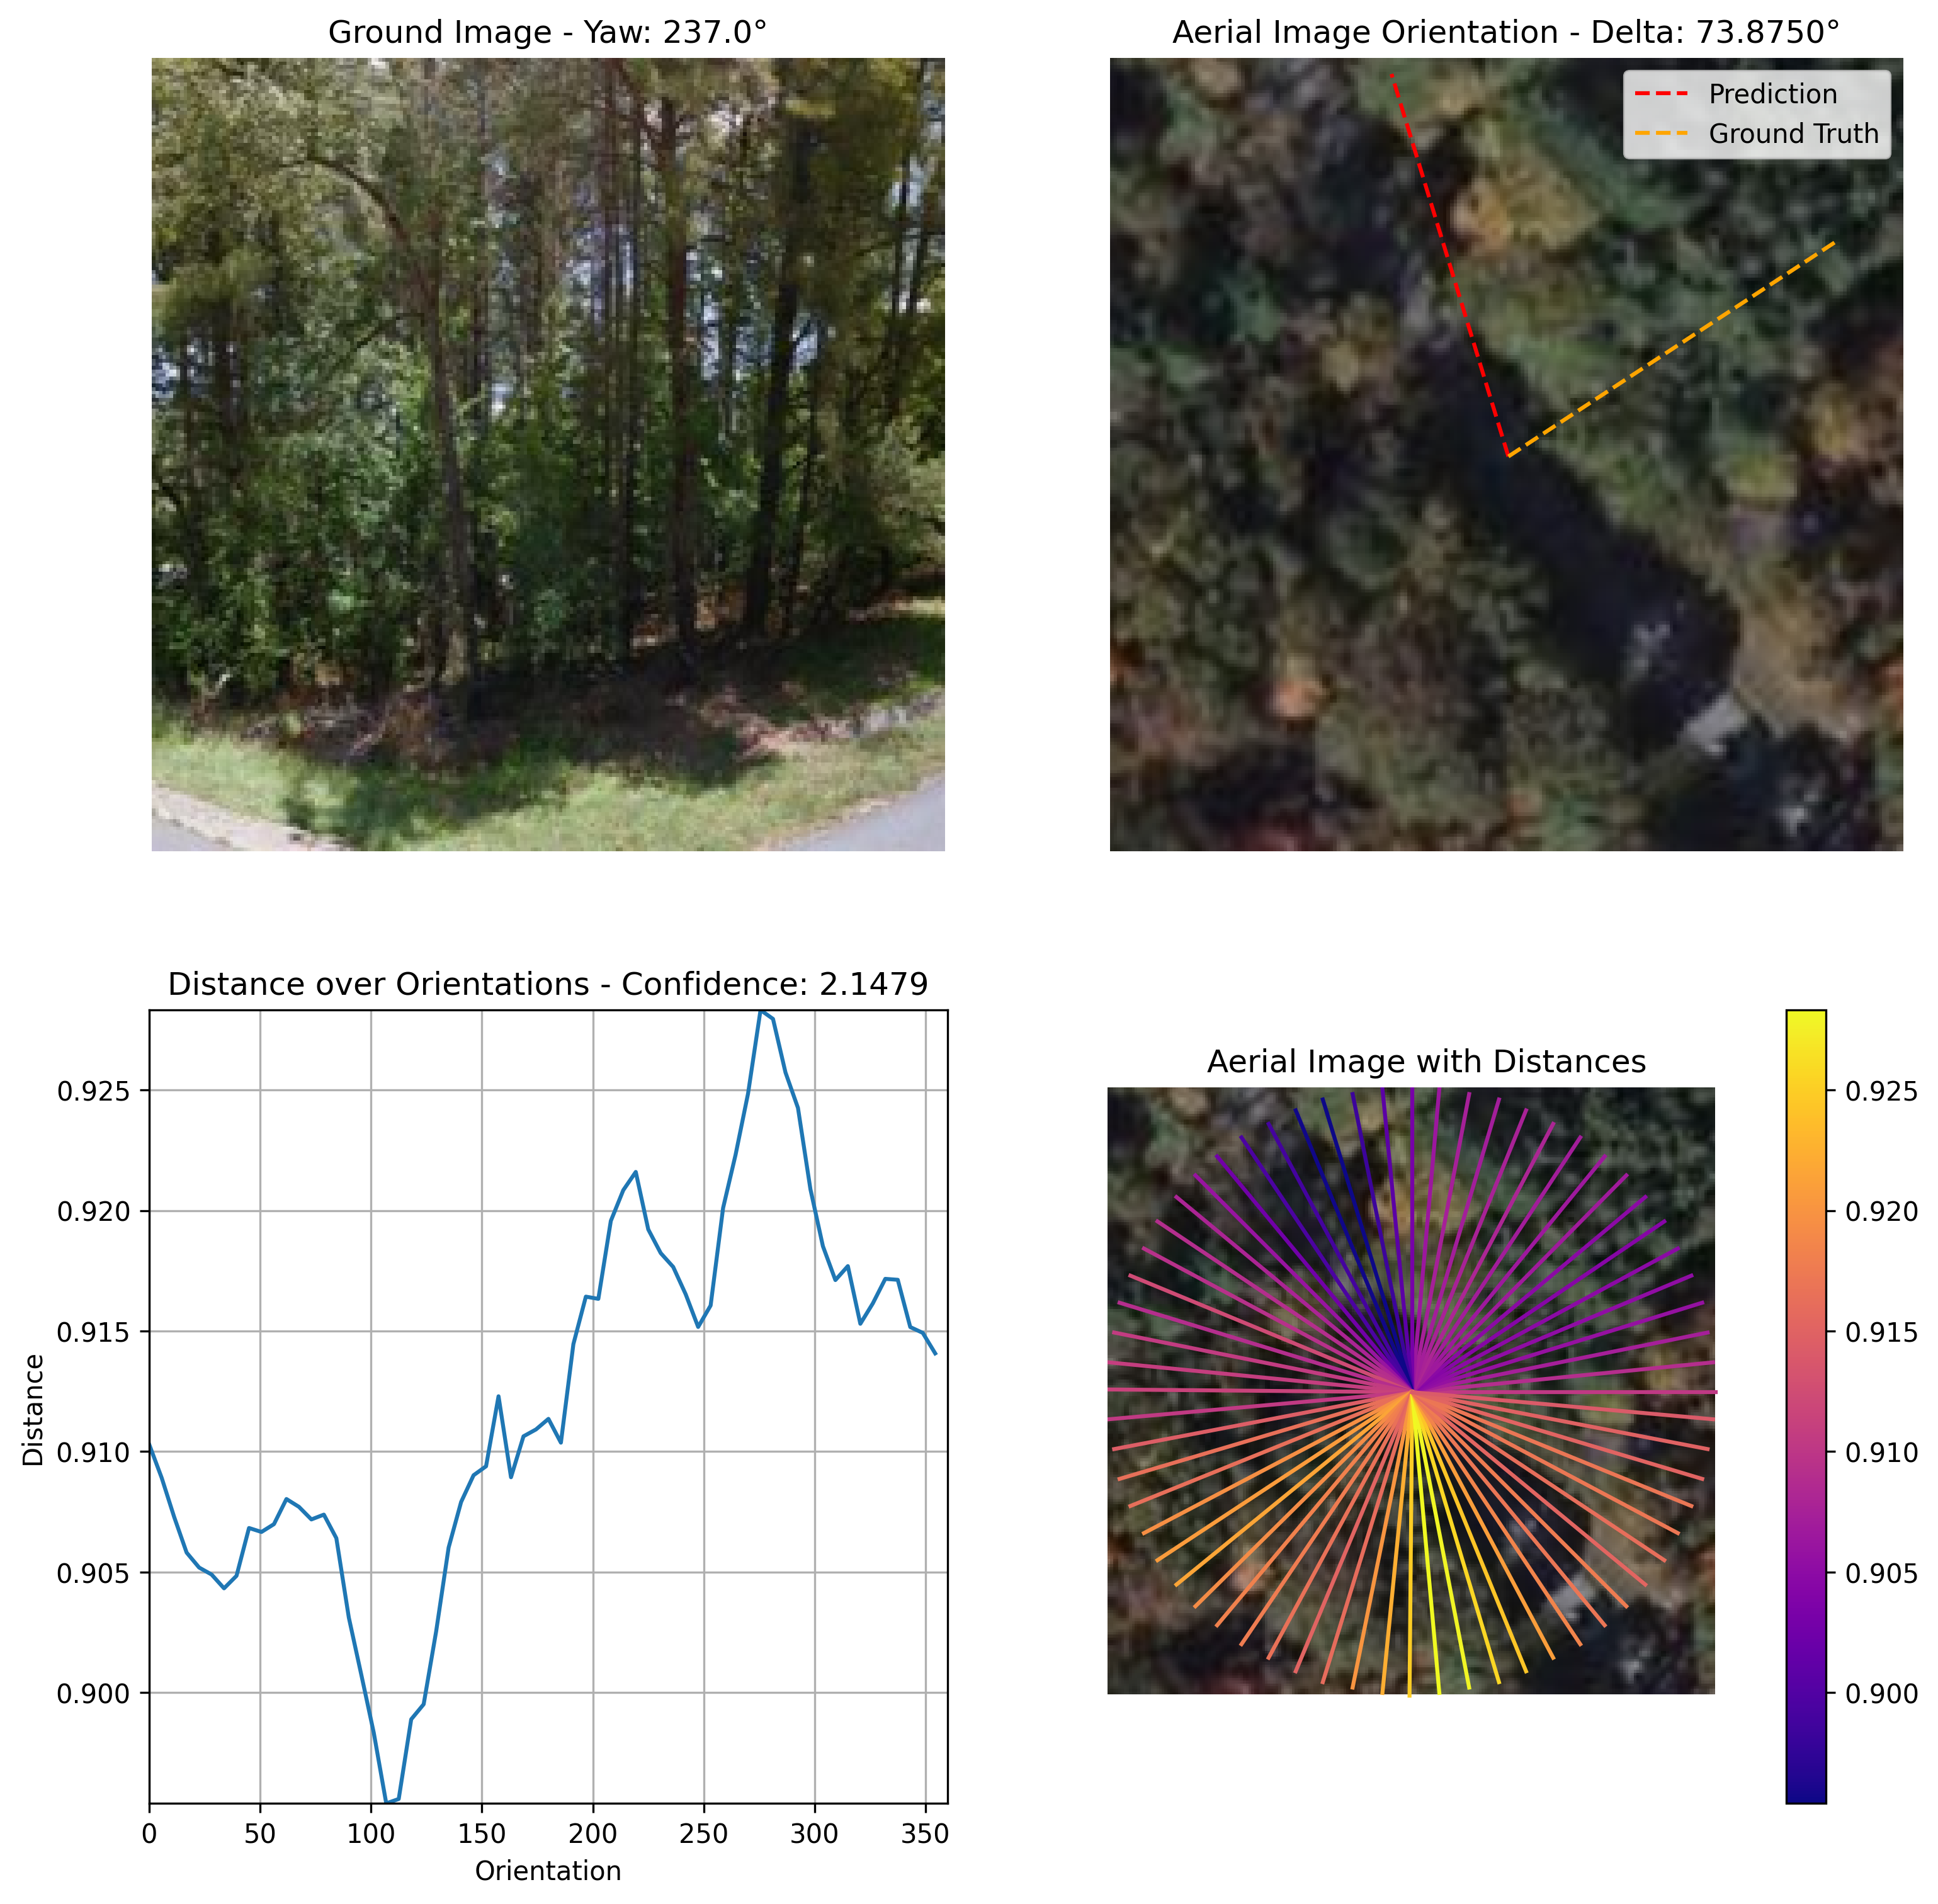 Ground Image - Yaw: 237.0°
Aerial Image Orientation - Delta: 73.8750°
Prediction
Ground Truth
Distance over Orientations - Confidence: 2.1479
0.925
0.920
0.915
0.910
0.905
0.900
Distance
0 50 100 150 200 250 300 350
Orientation
Aerial Image with Distances
0.925
0.920
0.915
0.910
0.905
0.900